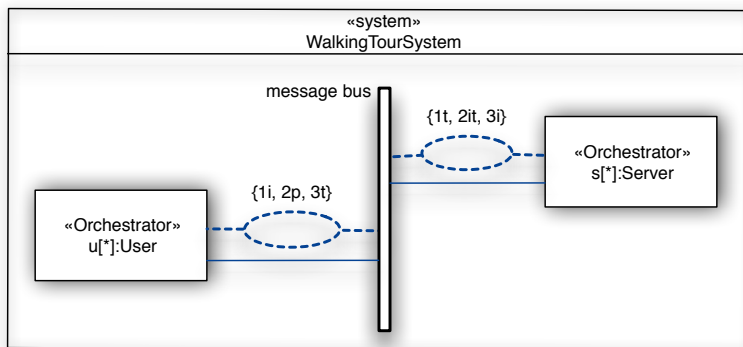 «system»
WalkingTourSystem
message bus
{1t, 2it, 3i}
«Orchestrator»
s[*]:Server
{1i, 2p, 3t}
«Orchestrator»
u[*]:User